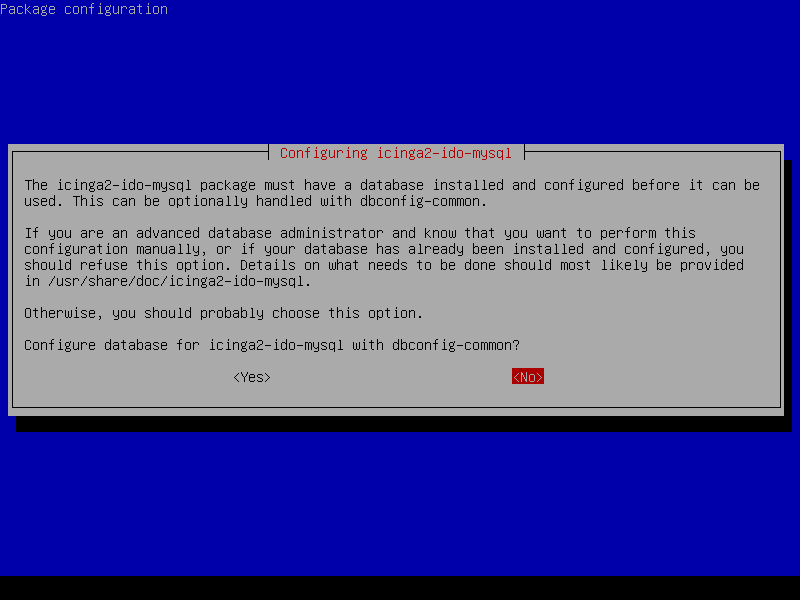 Package configuration
Configuring icinga2-ido-mysql
The icinga2-ido-mysql package must have a database installed and configured before it can be
used. This can be optionally handled with dbconfig-common.
If you are an advanced database administrator and know that you want to perform this
configuration manually, or if your database has already been installed and configured, you
should refuse this option. Details on what needs to be done should most likely be provided
in /usr/share/doc/icinga2-ido-mysql.
Otherwise, you should probably choose this option.
Configure database for icinga2-ido-mysql with dbconfig-common?
<Yes> <No>